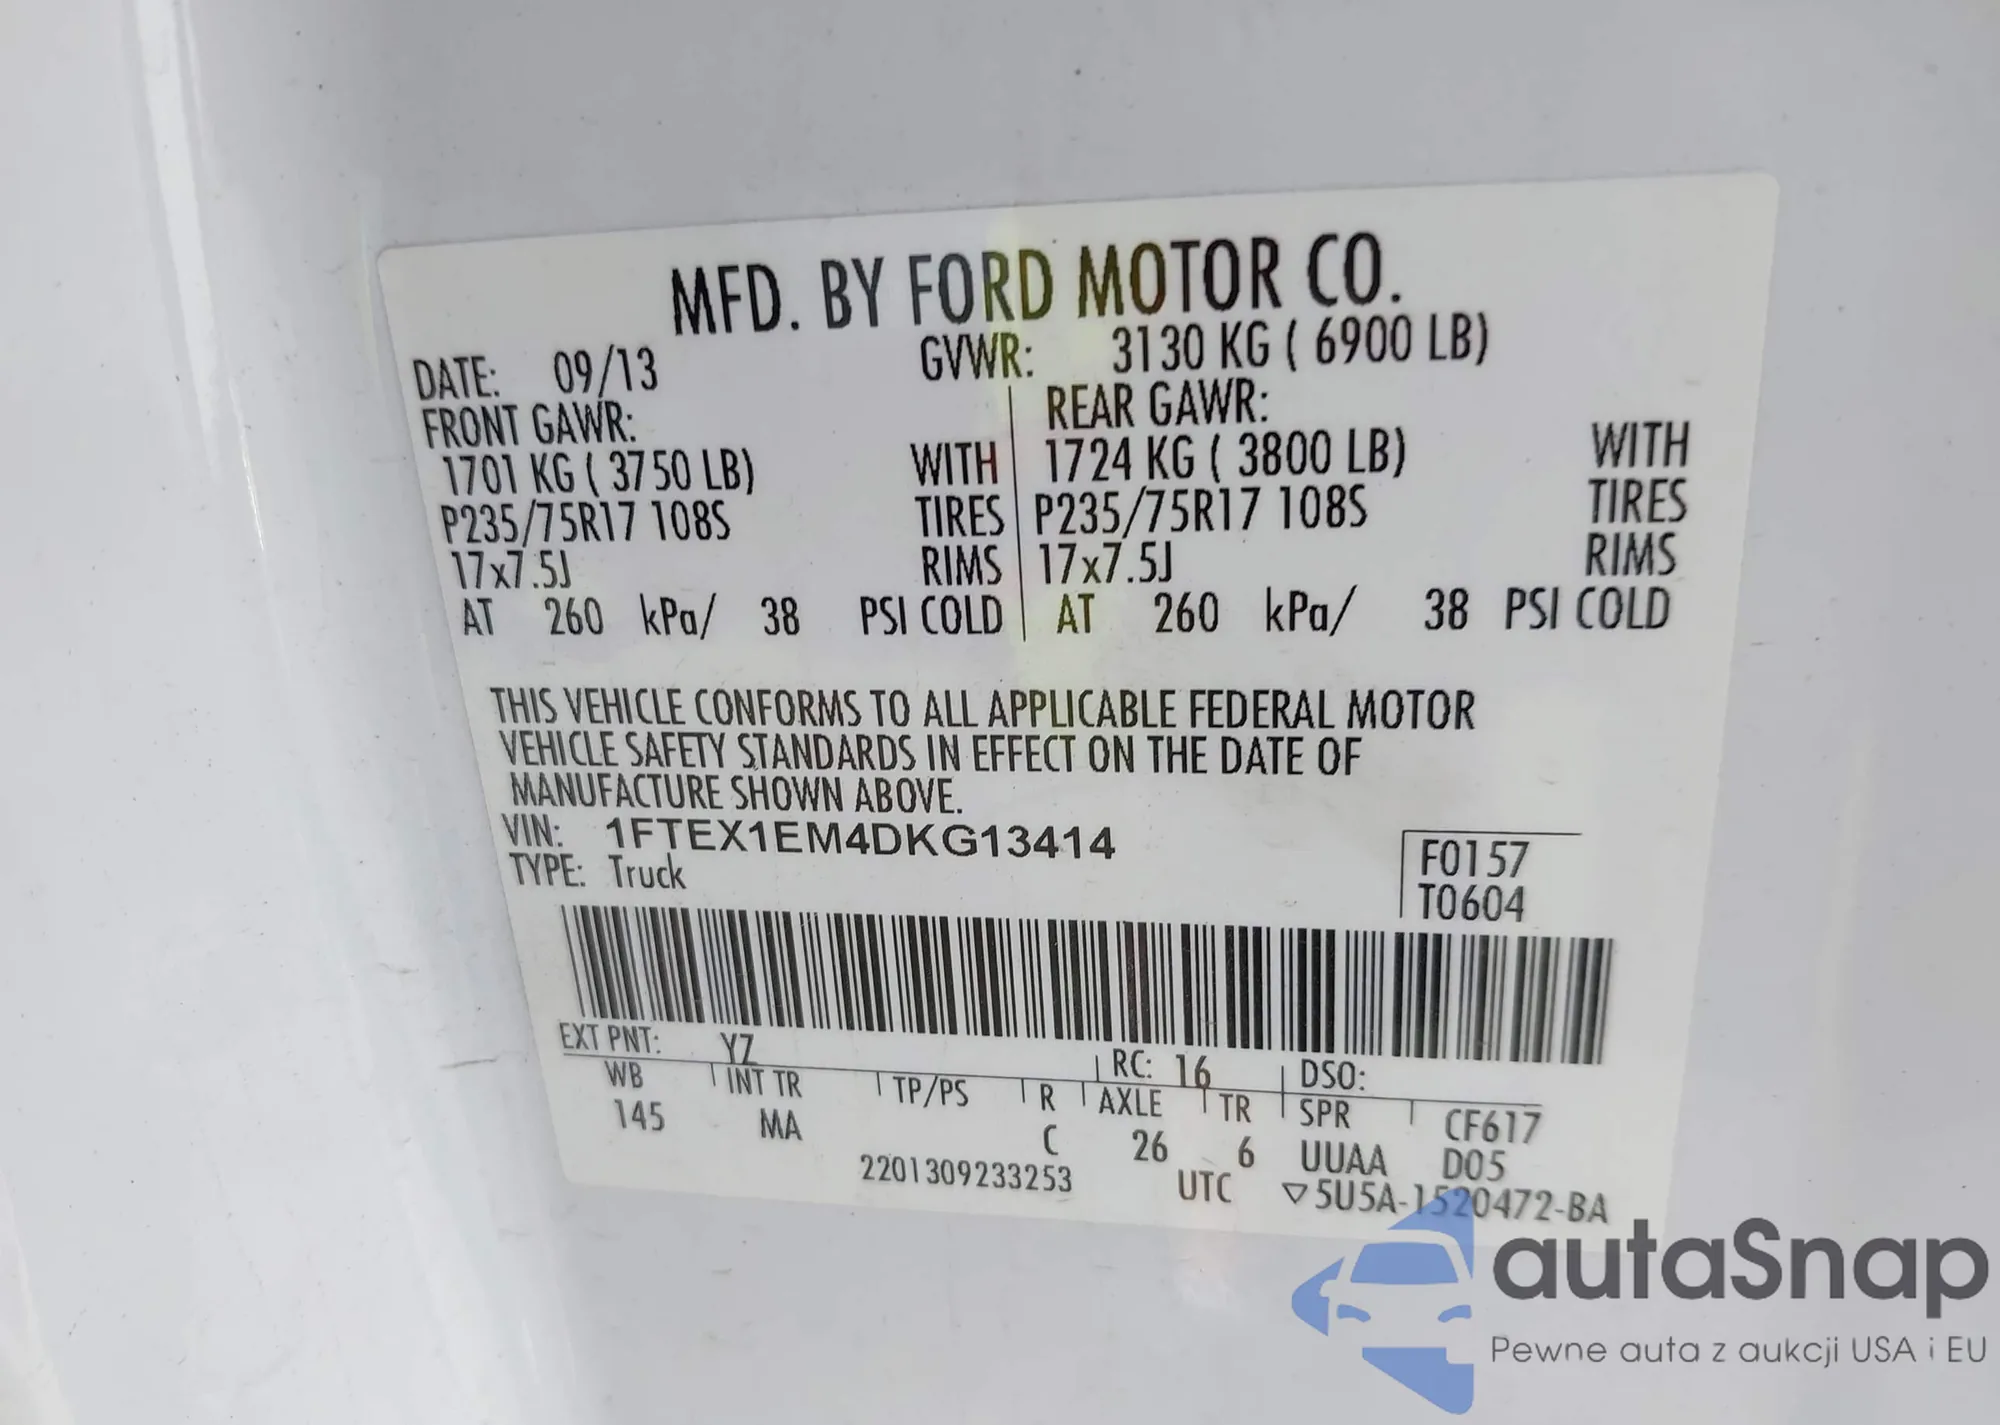 MFD. BY FORD MOTOR CO.
DATE: 09/13 GVWR: 3130 KG ( 6900 LB)
FRONT GAWR: REAR GAWR:
1701 KG ( 3750 LB) WITH 1724 KG ( 3800 LB) WITH
P235/75R17 108S TIRES P235/75R17 108S TIRES
17x7.5J RIMS 17x7.5J RIMS
AT 260 kPa/ 38 PSI COLD AT 260 kPa/ 38 PSI COLD
THIS VEHICLE CONFORMS TO ALL APPLICABLE FEDERAL MOTOR
VEHICLE SAFETY STANDARDS IN EFFECT ON THE DATE OF
MANUFACTURE SHOWN ABOVE.
VIN: 1FTEX1EM4DKG13414
TYPE: Truck
F0157
T0604
EXT PNT: YZ RC: 16 DSO:
WB INT TR TP/PS R AXLE TR SPR CF617
145 MA C 26 6 UUAA D05
2201309233253 UTC ▽5U5A-1520472-BA
autaSnap
Pewne auta z aukcji USA i EU